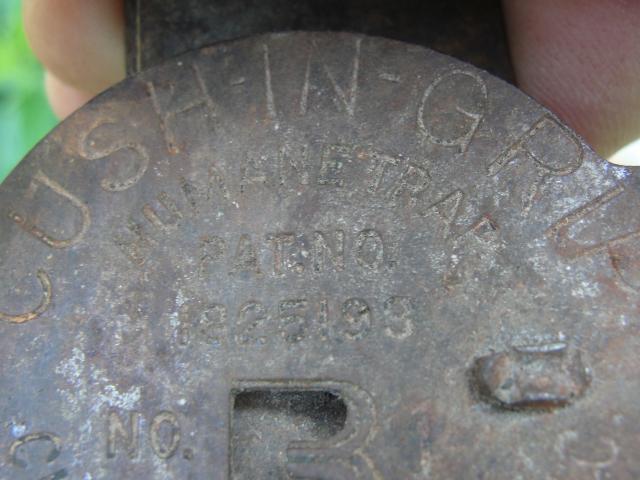 CUSH-IN-GRIP
HUMANE TRAP
PAT. NO.
1825193
NO.